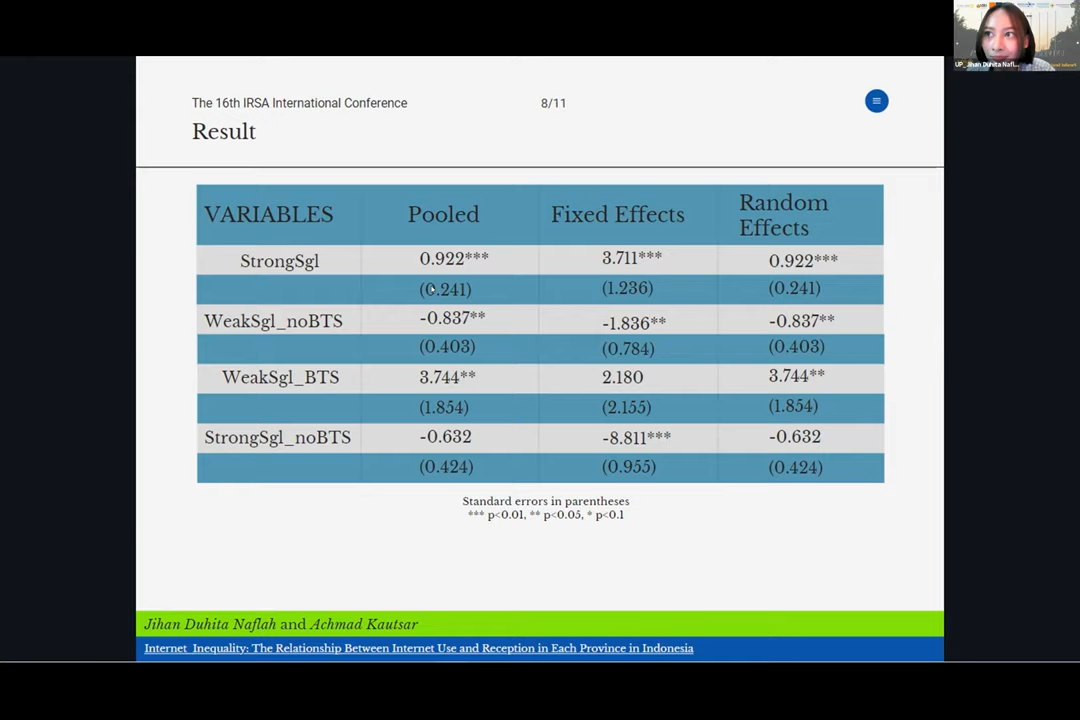 The 16th IRSA International Conference 8/11
Result
VARIABLES Pooled Fixed Effects Random Effects
StrongSgl 0.922*** 3.711*** 0.922***
(0.241) (1.236) (0.241)
WeakSgl_noBTS -0.837** -1.836** -0.837**
(0.403) (0.784) (0.403)
WeakSgl_BTS 3.744** 2.180 3.744**
(1.854) (2.155) (1.854)
StrongSgl_noBTS -0.632 -8.811*** -0.632
(0.424) (0.955) (0.424)
Standard errors in parentheses
*** p<0.01, ** p<0.05, * p<0.1
Jihan Duhita Naflah and Achmad Kautsar
Internet Inequality: The Relationship Between Internet Use and Reception in Each Province in Indonesia
UP_Jihan Duhita Nafl...